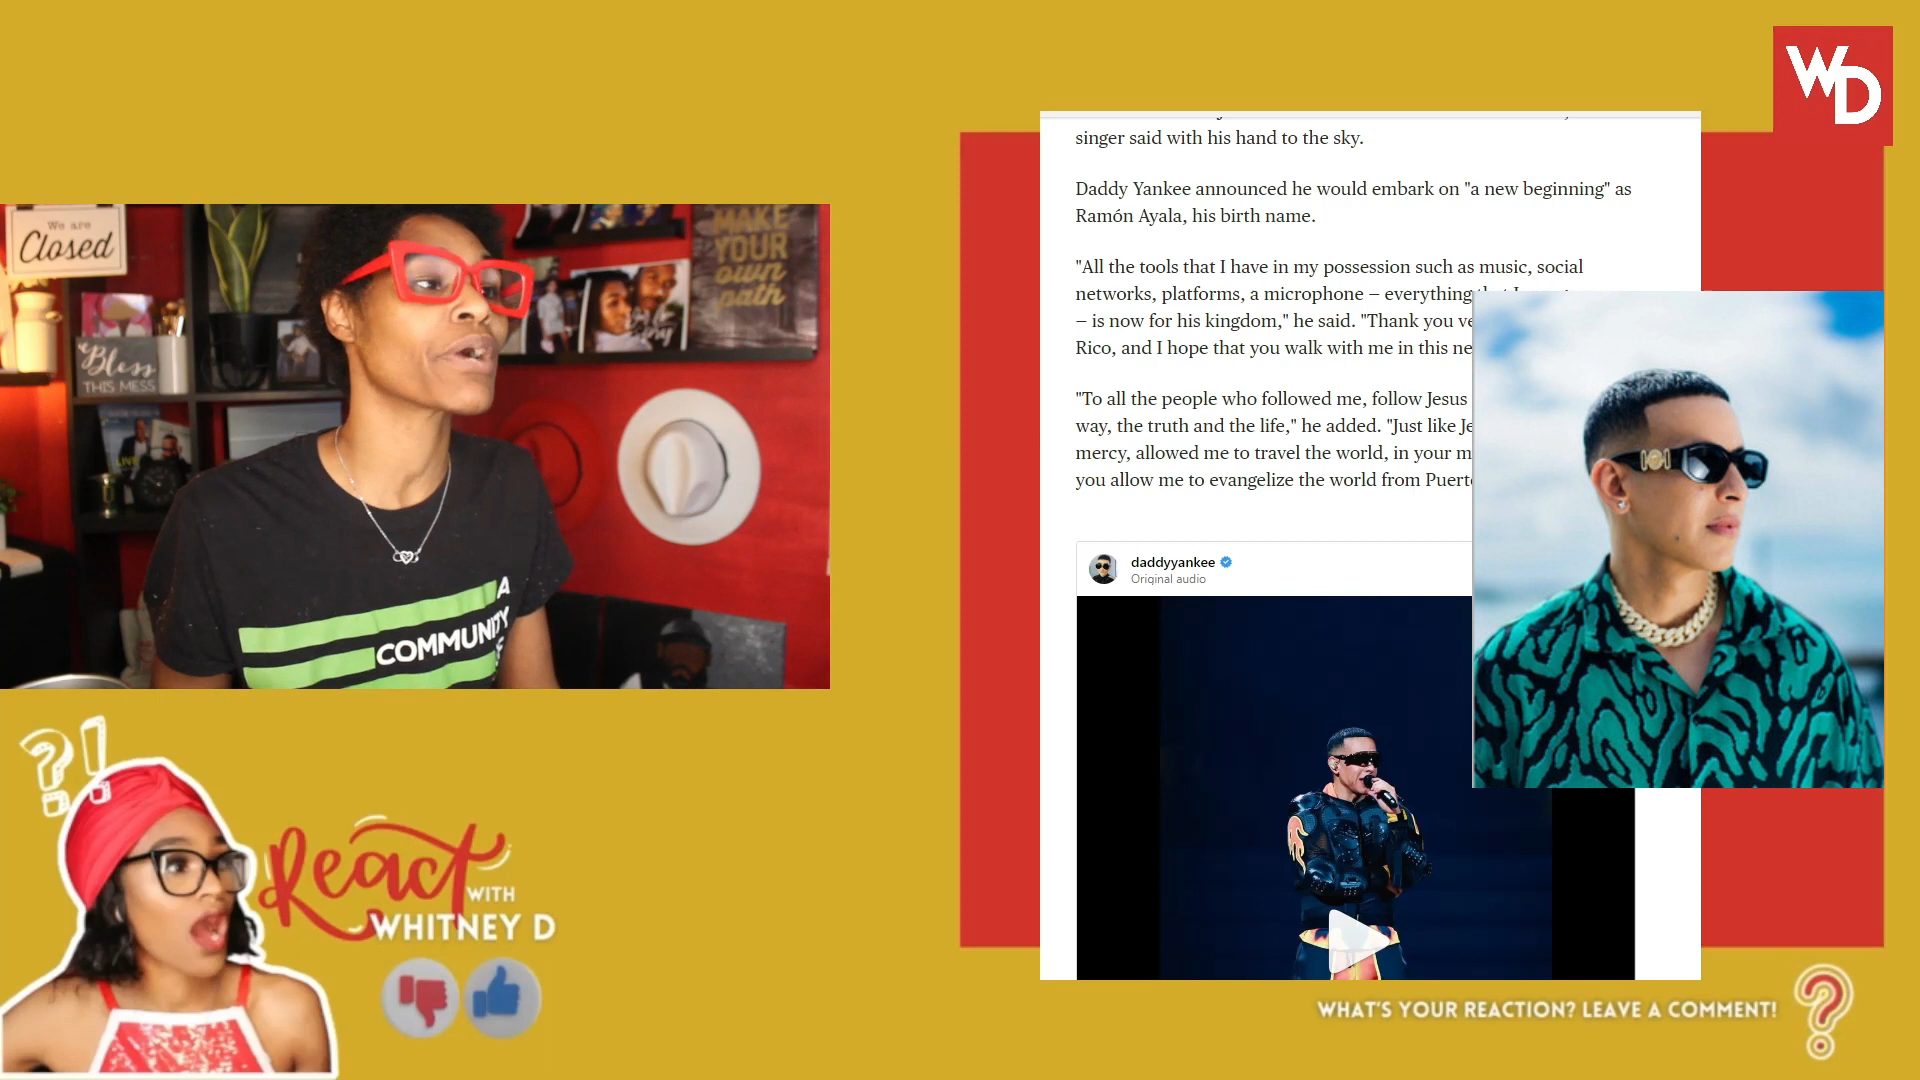 WD
singer said with his hand to the sky.
Daddy Yankee announced he would embark on "a new beginning" as
Ramón Ayala, his birth name.
"All the tools that I have in my possession such as music, social
networks, platforms, a microphone – everything
– is now for his kingdom," he said. "Thank you
Rico, and I hope that you walk with me in this
"To all the people who followed me, follow Jesus
way, the truth and the life," he added. "Just like
mercy, allowed me to travel the world, in your
you allow me to evangelize the world from
daddyyankee
Original audio
We are
Closed
Bless
THIS MESS
LIVE
MAKE
YOUR
own
path
A
COMMUNITY
?!
React
WITH
WHITNEY D
WHAT'S YOUR REACTION? LEAVE A COMMENT!
?